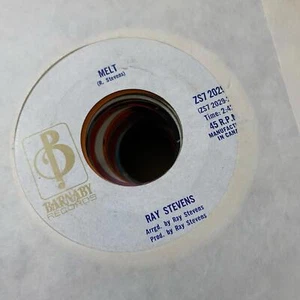 MELT
(R. Stevens)
ZS7 2029
(ZS7 2029-
Time: 2:4
45 R.P.M
MANUFACT
IN CANA
BARNABY
RECORDS
RAY STEVENS
Arrgd. by Ray Stevens
Prod. by Ray Stevens